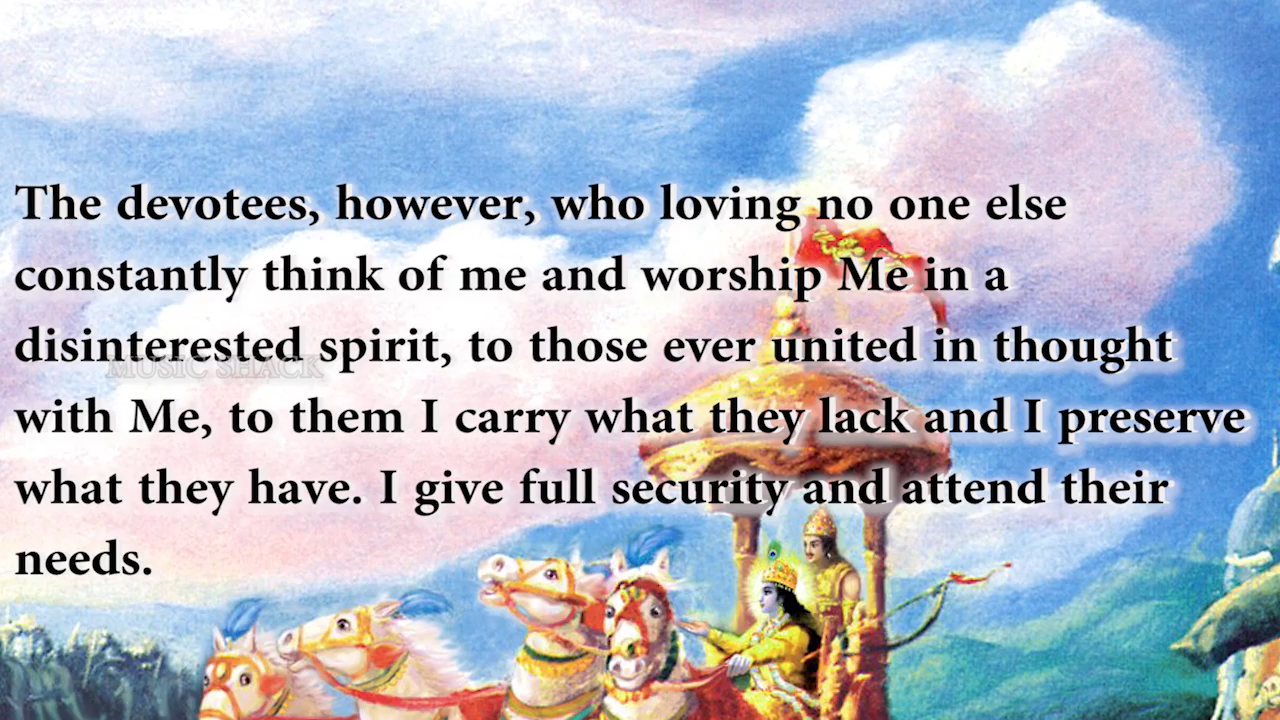 The devotees, however, who loving no one else
constantly think of me and worship Me in a
disinterested spirit, to those ever united in thought
MUSIC SHACK
with Me, to them I carry what they lack and I preserve
what they have. I give full security and attend their
needs.